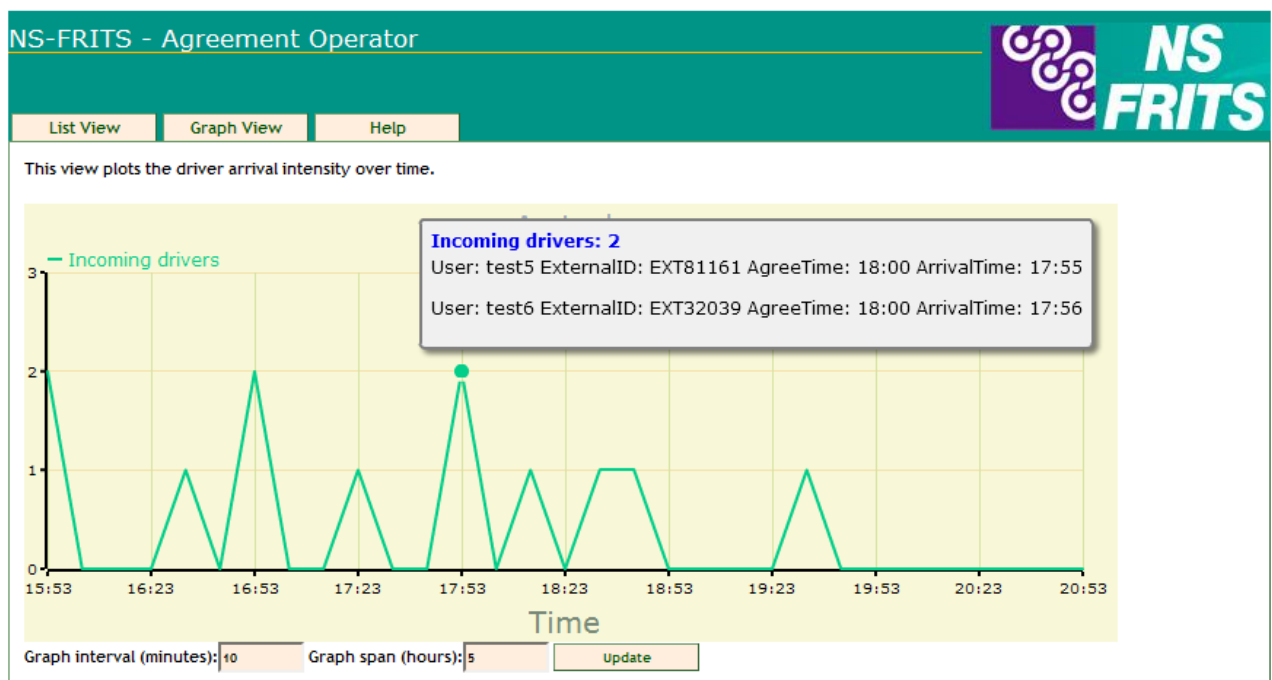 NS-FRITS - Agreement Operator
NS
FRITS
List View Graph View Help
This view plots the driver arrival intensity over time.
Incoming drivers: 2
User: test5 ExternalID: EXT81161 AgreeTime: 18:00 ArrivalTime: 17:55
User: test6 ExternalID: EXT32039 AgreeTime: 18:00 ArrivalTime: 17:56
Incoming drivers
3
2
1
0
15:53 16:23 16:53 17:23 17:53 18:23 18:53 19:23 19:53 20:23 20:53
Time
Graph interval (minutes): 10 Graph span (hours): 5 Update